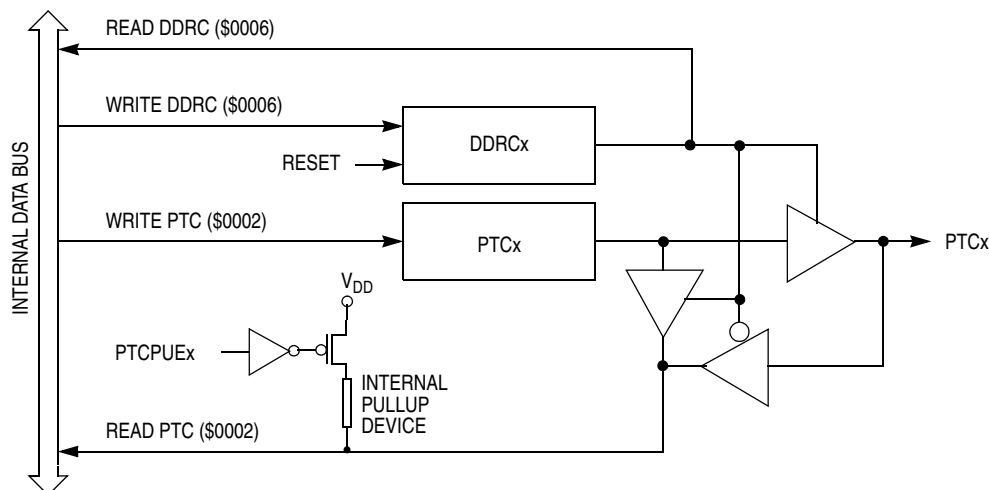 READ DDRC ($0006)
WRITE DDRC ($0006)
DDRCx
RESET
WRITE PTC ($0002)
PTCx
PTCx
INTERNAL DATA BUS
VDD
PTCPUEx
INTERNAL
PULLUP
DEVICE
READ PTC ($0002)